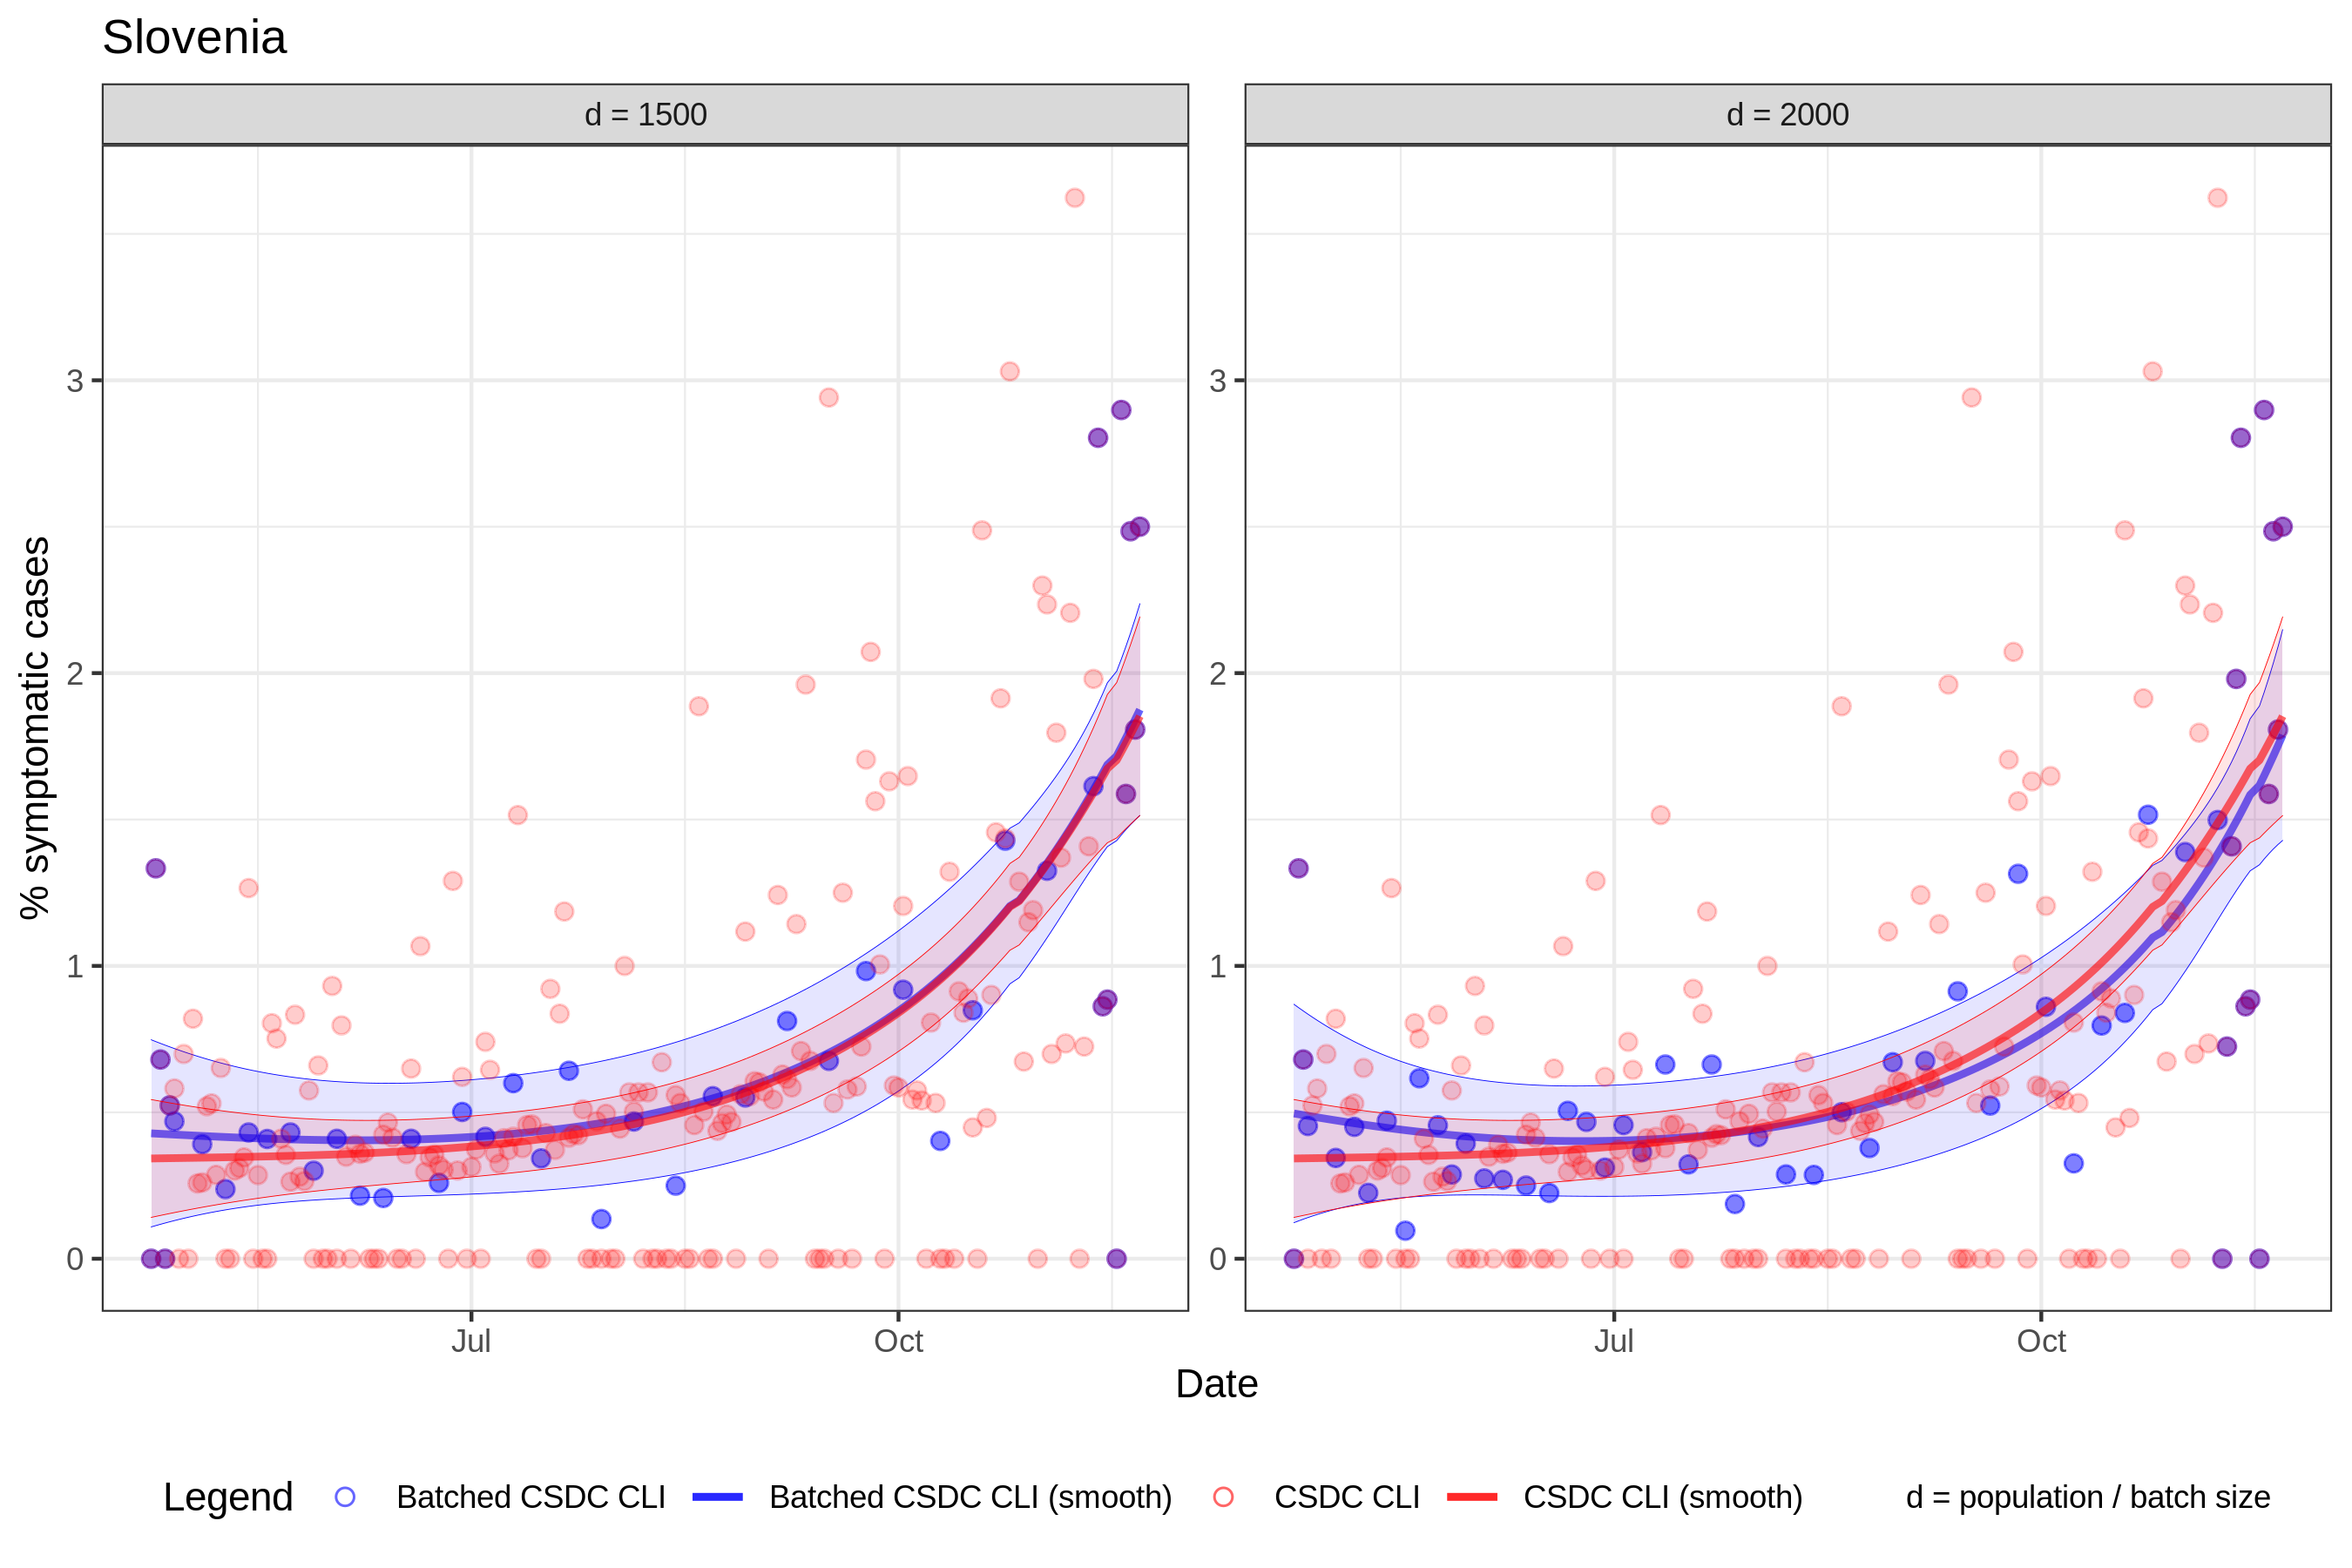 Slovenia
d = 1500
d = 2000
% symptomatic cases
3
2
1
0
3
2
1
0
Jul
Oct
Jul
Oct
Date
Legend
Batched CSDC CLI
Batched CSDC CLI (smooth)
CSDC CLI
CSDC CLI (smooth)
d = population / batch size